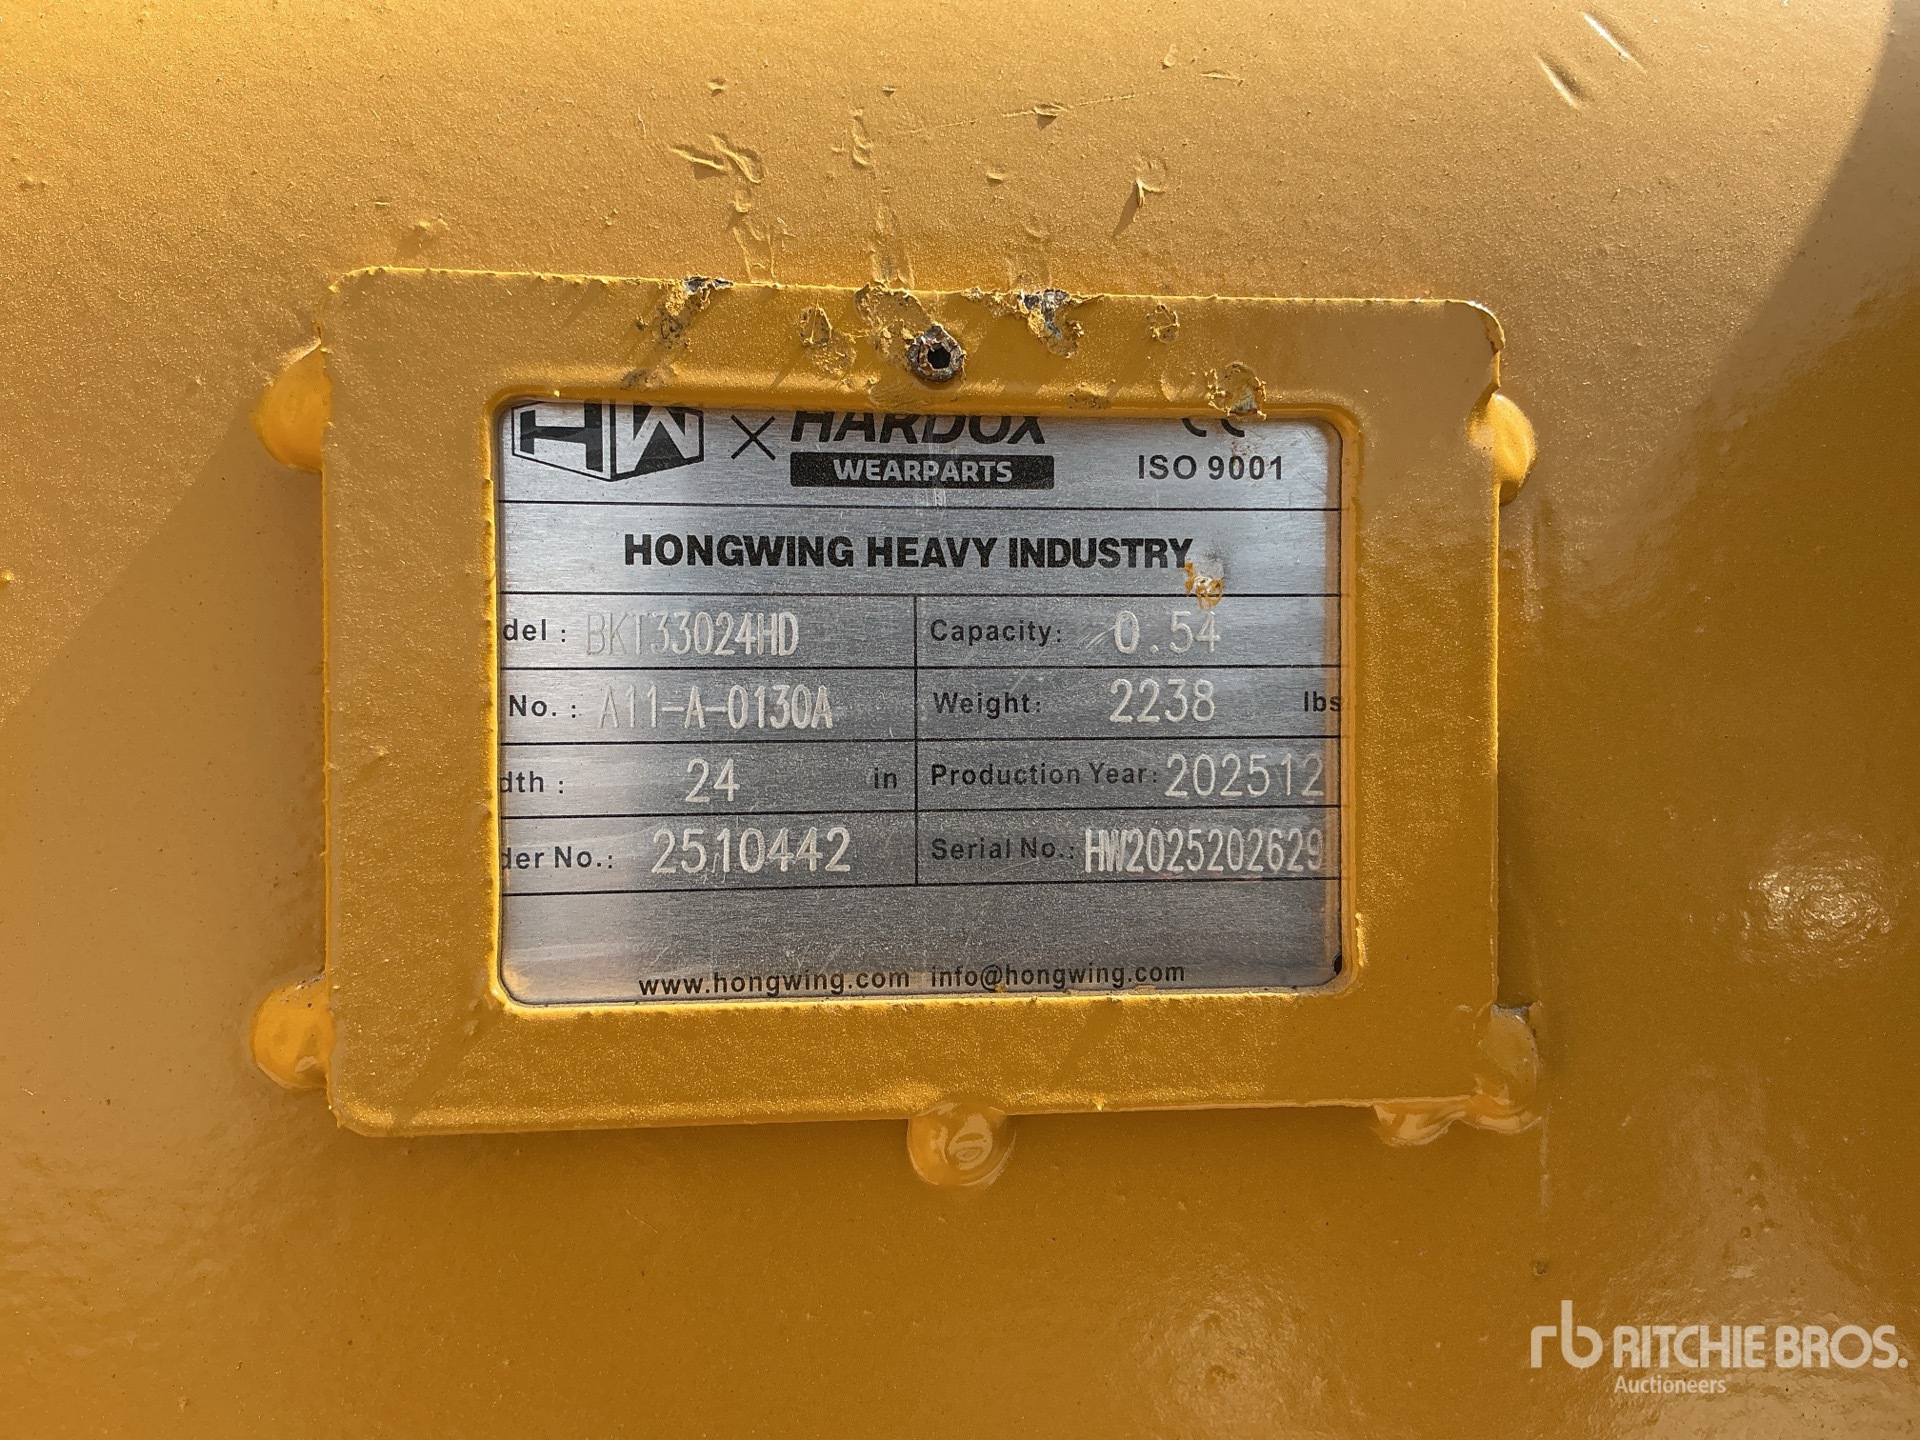 HW × HARDOX
WEARPARTS
CE
ISO 9001
HONGWING HEAVY INDUSTRY
del : BKT33024HD
Capacity: 0.54
No. : A11-A-0130A
Weight: 2238 lbs
dth : 24 in
Production Year: 202512
der No.: 2510442
Serial No.: HW2025202629
www.hongwing.com info@hongwing.com
rb RITCHIE BROS.
Auctioneers